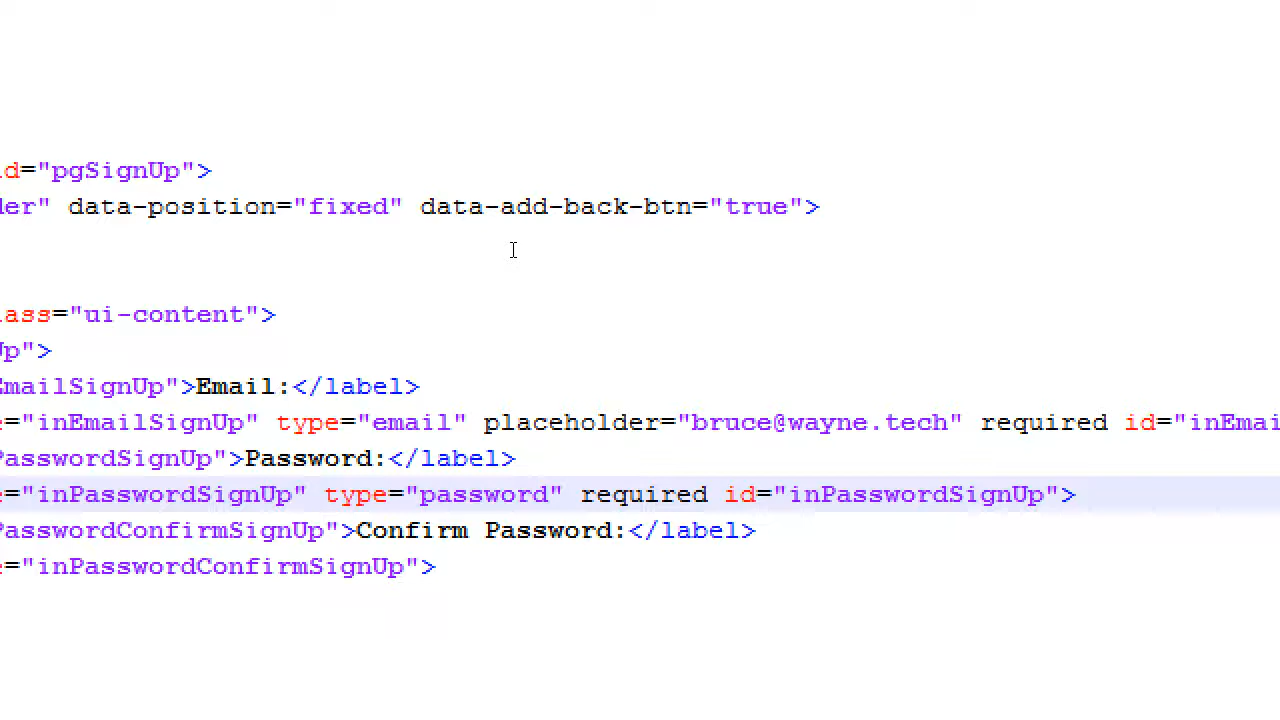 id="pgSignUp">
der" data-position="fixed" data-add-back-btn="true">
lass="ui-content">
Up">
EmailSignUp">Email:</label>
e="inEmailSignUp" type="email" placeholder="bruce@wayne.tech" required id="inEmai
PasswordSignUp">Password:</label>
e="inPasswordSignUp" type="password" required id="inPasswordSignUp">
PasswordConfirmSignUp">Confirm Password:</label>
e="inPasswordConfirmSignUp">